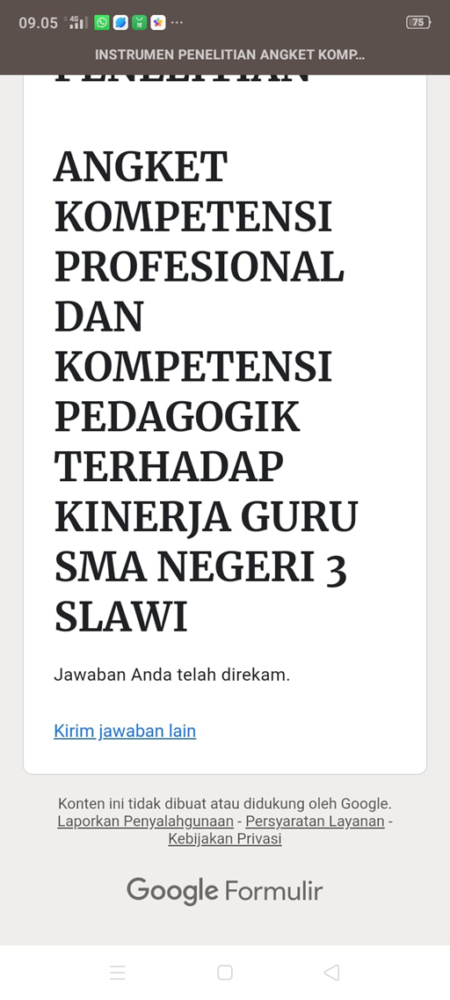 09.05 4G 75
INSTRUMEN PENELITIAN ANGKET KOMP...
PENELITIAN
ANGKET
KOMPETENSI
PROFESIONAL
DAN
KOMPETENSI
PEDAGOGIK
TERHADAP
KINERJA GURU
SMA NEGERI 3
SLAWI
Jawaban Anda telah direkam.
Kirim jawaban lain
Konten ini tidak dibuat atau didukung oleh Google.
Laporkan Penyalahgunaan - Persyaratan Layanan -
Kebijakan Privasi
Google Formulir